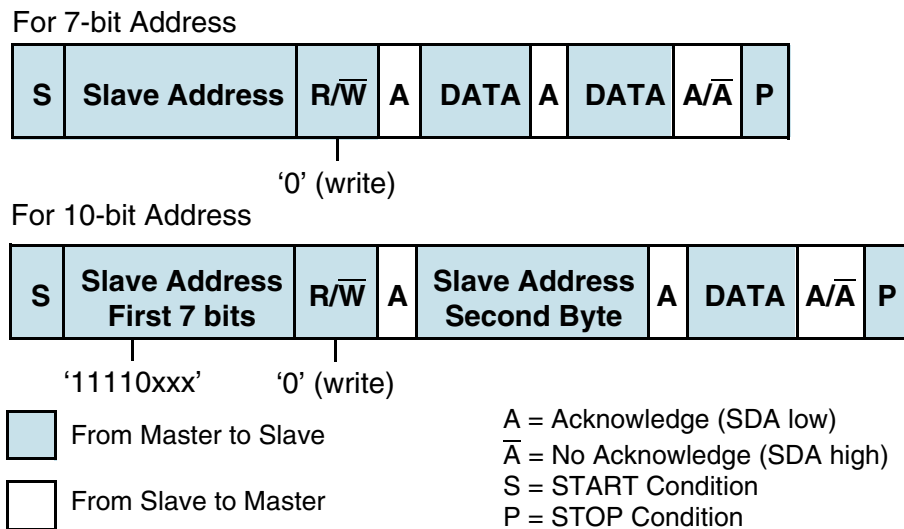 For 7-bit Address
S Slave Address R/W̅ A DATA A DATA A/A̅ P
‘0’ (write)
For 10-bit Address
S Slave Address First 7 bits R/W̅ A Slave Address Second Byte A DATA A/A̅ P
‘11110xxx’ ‘0’ (write)
From Master to Slave
From Slave to Master
A = Acknowledge (SDA low)
A̅ = No Acknowledge (SDA high)
S = START Condition
P = STOP Condition